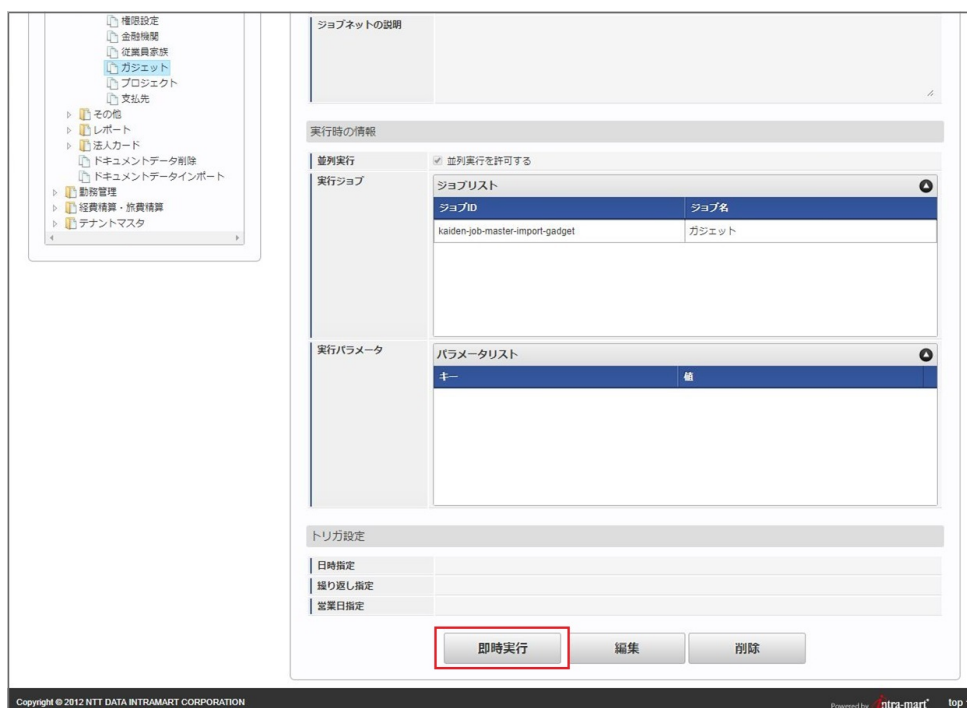 権限設定
金融機関
従業員家族
ガジェット
プロジェクト
支払先
その他
レポート
法人カード
ドキュメントデータ削除
ドキュメントデータインポート
勤務管理
経費精算・旅費精算
テナントマスタ
ジョブネットの説明
実行時の情報
並列実行
並列実行を許可する
実行ジョブ
ジョブリスト
ジョブID ジョブ名
kaiden-job-master-import-gadget ガジェット
実行パラメータ
パラメータリスト
キー 値
トリガ設定
日時指定
繰り返し指定
営業日指定
即時実行 編集 削除
Copyright © 2012 NTT DATA INTRAMART CORPORATION
Powered by intra-mart top